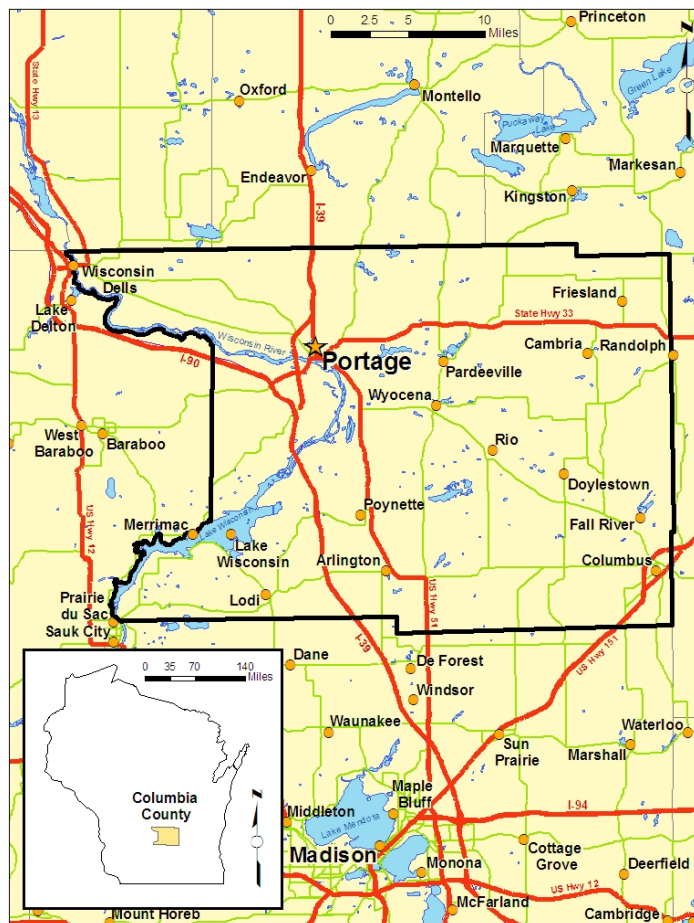 0 2.5 5 10
Miles
Princeton
State Hwy 13
Oxford
Montello
Green Lake
Puckaway
Lake
Marquette
Markesan
Endeavor
Kingston
I-39
Wisconsin
Dells
Lake
Delton
Friesland
State Hwy 33
Wisconsin River
Portage
Cambria
Randolph
I-90
Pardeeville
Wyocena
West
Baraboo
Baraboo
Rio
Doylestown
US Hwy 12
Poynette
Fall River
Merrimac
Lake Wisconsin
Lake
Wisconsin
Arlington
Columbus
US Hwy 51
Prairie
du Sac
Lodi
Sauk City
I-39
US Hwy 151
Dane
De Forest
Windsor
0 35 70 140
Miles
Waunakee
Sun
Prairie
Waterloo
Marshall
Columbia
County
Maple
Bluff
I-94
Middleton
Lake Mendota
Madison
Cottage
Grove
Monona
Deerfield
US Hwy 12
McFarland
Cambridge
Mount Horeb